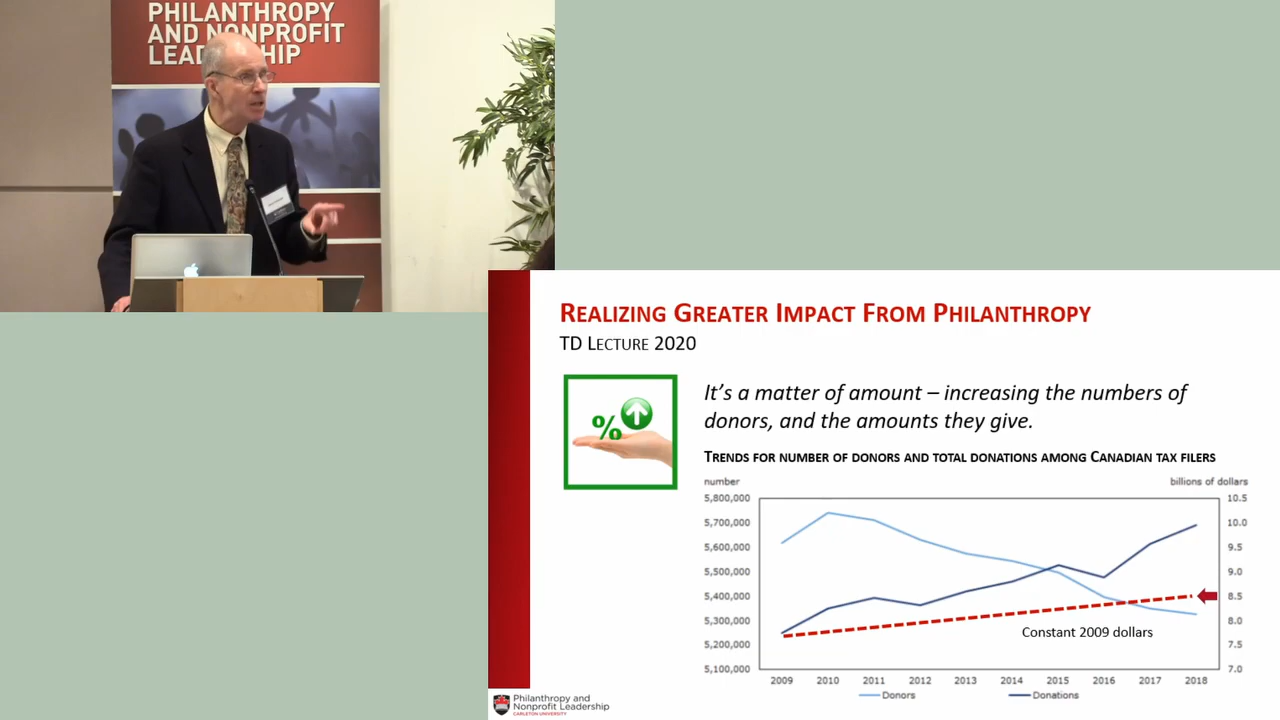 PHILANTHROPY
AND NONPROFIT
LEADERSHIP
REALIZING GREATER IMPACT FROM PHILANTHROPY
TD LECTURE 2020
%
It's a matter of amount – increasing the numbers of
donors, and the amounts they give.
TRENDS FOR NUMBER OF DONORS AND TOTAL DONATIONS AMONG CANADIAN TAX FILERS
number billions of dollars
5,800,000 10.5
5,700,000 10.0
5,600,000 9.5
5,500,000 9.0
5,400,000 8.5
5,300,000 8.0
5,200,000 7.5
5,100,000 7.0
Constant 2009 dollars
2009 2010 2011 2012 2013 2014 2015 2016 2017 2018
Donors Donations
Philanthropy and
Nonprofit Leadership
CARLETON UNIVERSITY